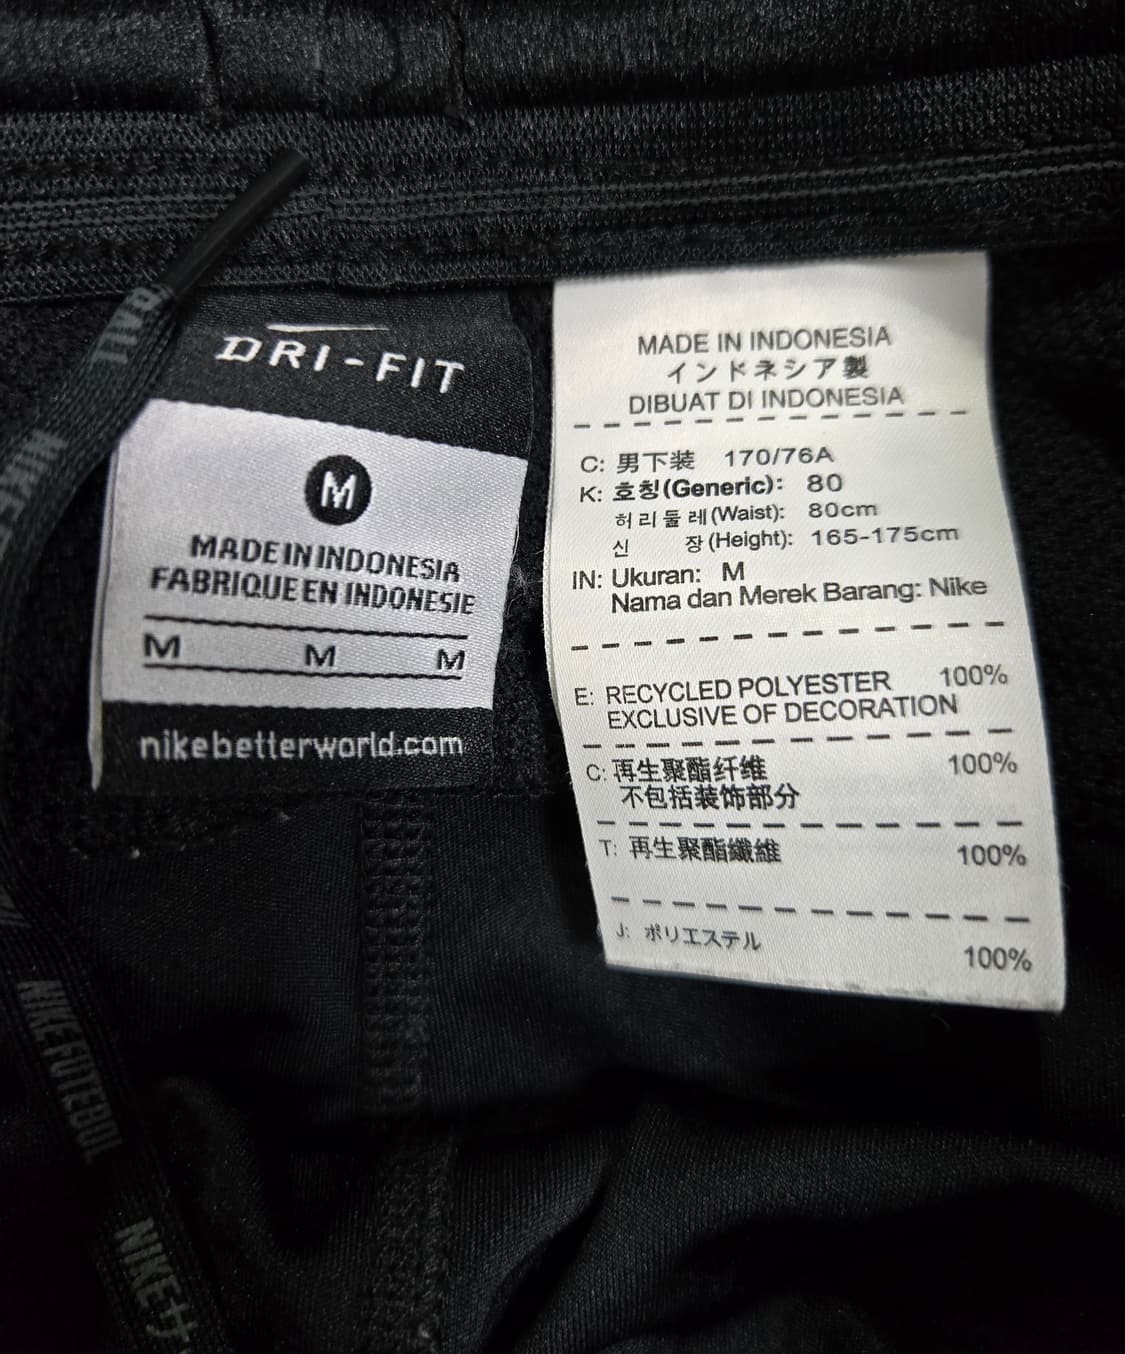 DRI-FIT
M
MADE IN INDONESIA
FABRIQUE EN INDONESIE
M M M
nikebetterworld.com
MADE IN INDONESIA
インドネシア製
DIBUAT DI INDONESIA
C: 男下装 170/76A
K: 호칭(Generic): 80
허리둘레(Waist): 80cm
신 장(Height): 165-175cm
IN: Ukuran: M
Nama dan Merek Barang: Nike
E: RECYCLED POLYESTER 100%
EXCLUSIVE OF DECORATION
C: 再生聚酯纤维 100%
不包括装饰部分
T: 再生聚酯纖維 100%
J: ポリエステル 100%
NIKE
NIKE FUTEBOL
NIKE